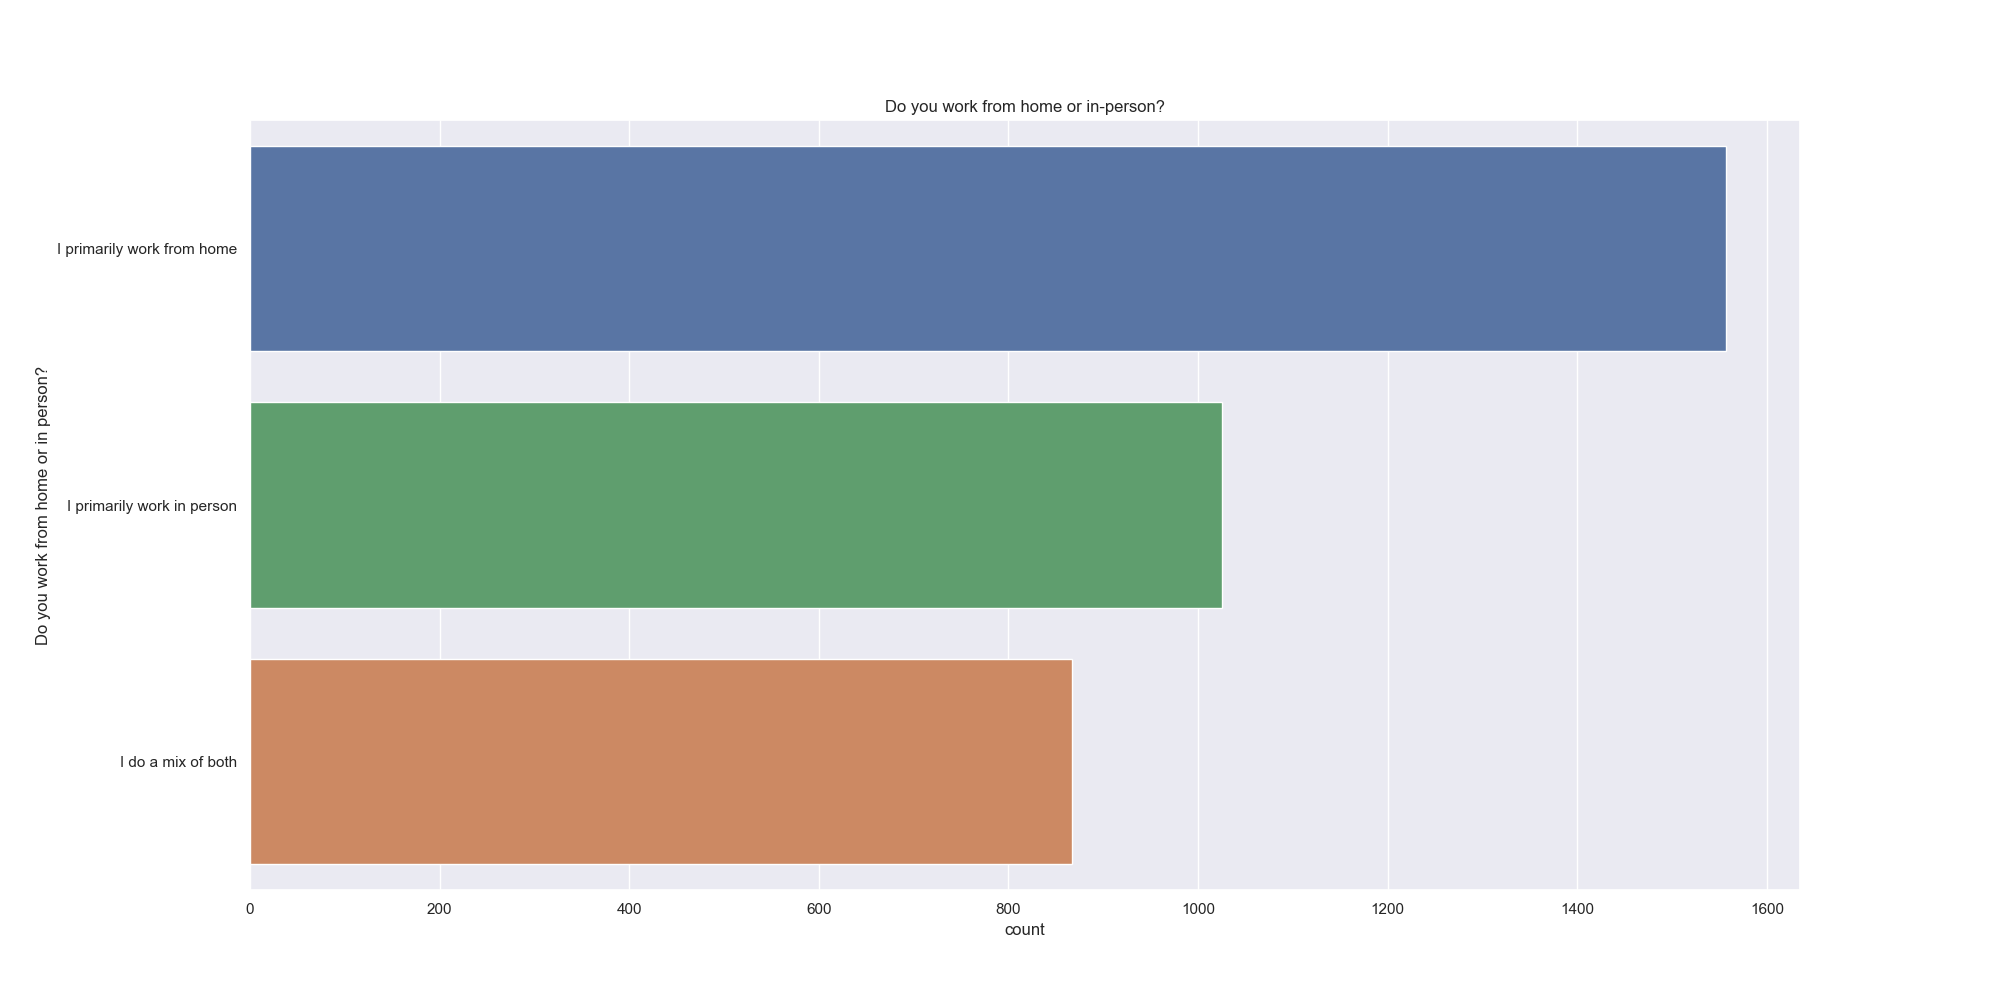 Do you work from home or in-person?
Do you work from home or in person?
I primarily work from home
I primarily work in person
I do a mix of both
0 200 400 600 800 1000 1200 1400 1600
count